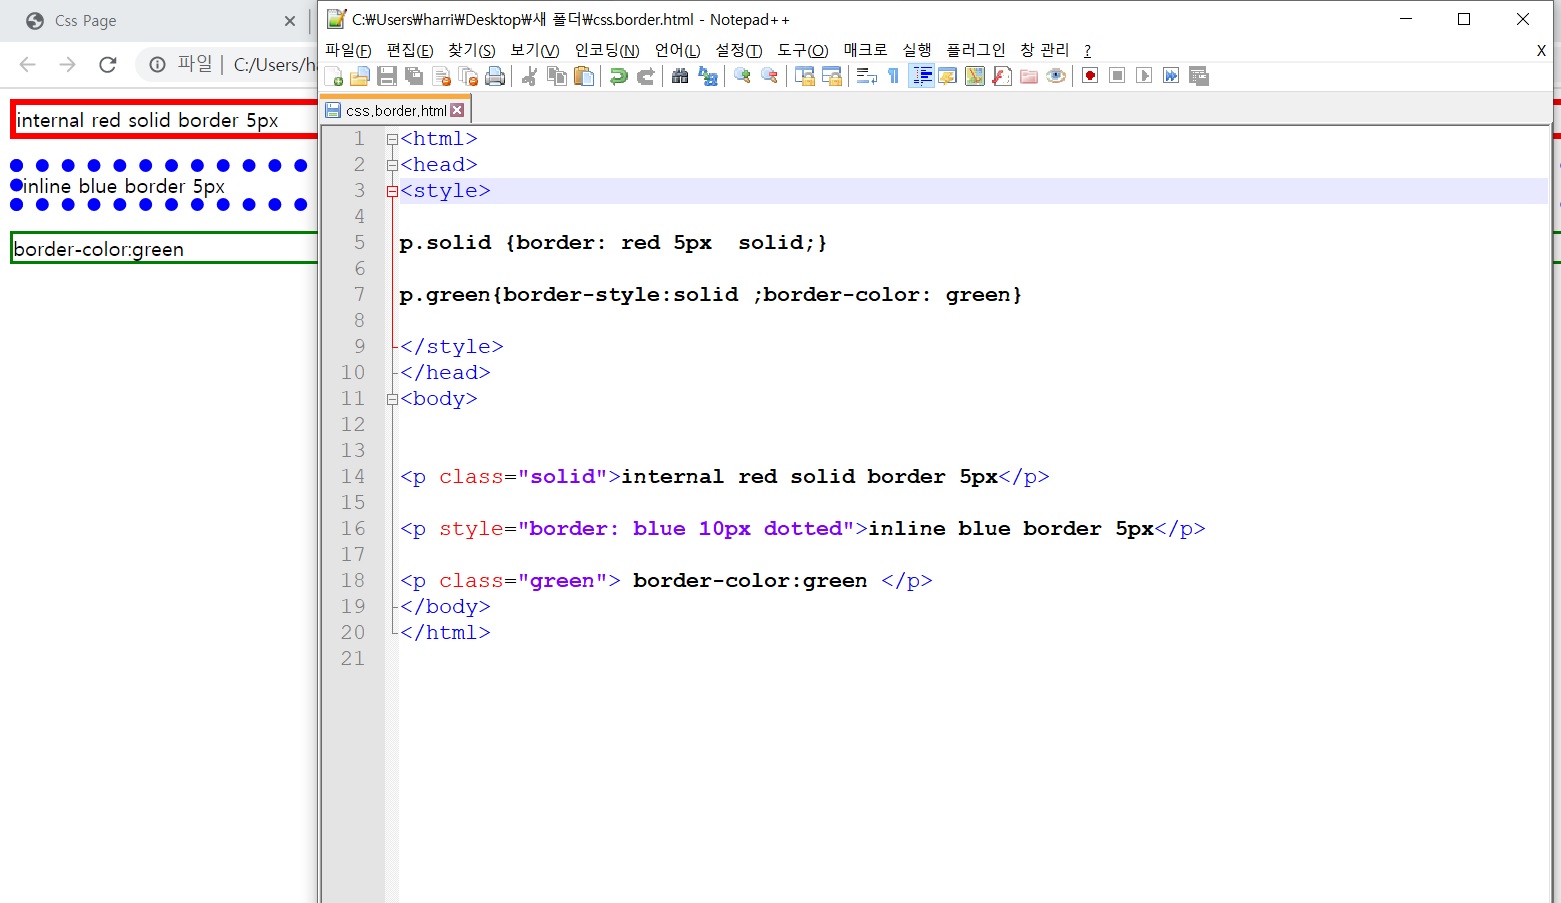 Css Page
파일 | C:/Users/ha
internal red solid border 5px
inline blue border 5px
border-color:green
C:₩Users₩harri₩Desktop₩새 폴더₩css.border.html - Notepad++
파일(F) 편집(E) 찾기(S) 보기(V) 인코딩(N) 언어(L) 설정(T) 도구(O) 매크로 실행 플러그인 창 관리 ? X
css.border.html
1 <html>
2 <head>
3 <style>
4
5 p.solid {border: red 5px  solid;}
6
7 p.green{border-style:solid ;border-color: green}
8
9 </style>
10 </head>
11 <body>
12
13
14 <p class="solid">internal red solid border 5px</p>
15
16 <p style="border: blue 10px dotted">inline blue border 5px</p>
17
18 <p class="green"> border-color:green </p>
19 </body>
20 </html>
21